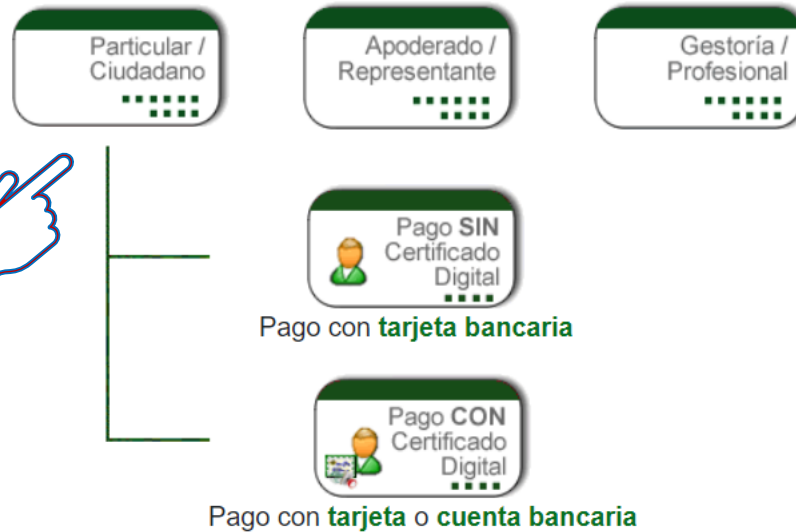 Particular /
Ciudadano
Apoderado /
Representante
Gestoría /
Profesional
Pago SIN
Certificado
Digital
Pago con tarjeta bancaria
Pago CON
Certificado
Digital
Pago con tarjeta o cuenta bancaria